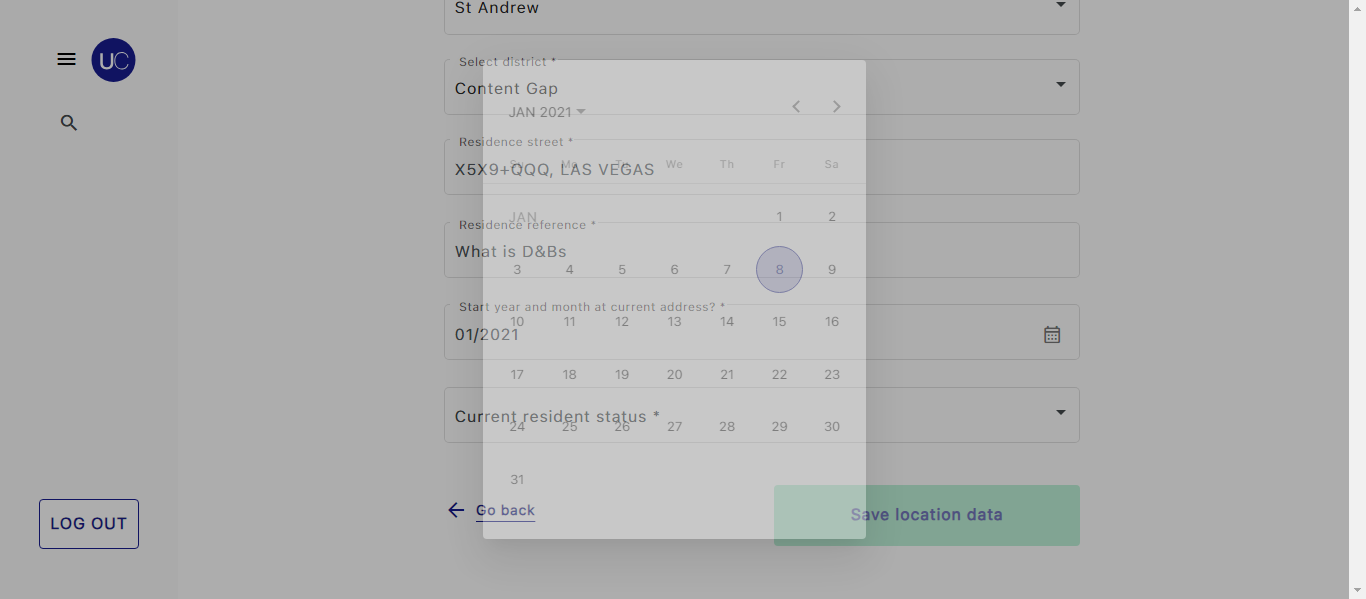 St Andrew
UC
Select district *
Content Gap
JAN 2021
Residence street *
X5X9+QQQ, LAS VEGAS
Su Mo Tu We Th Fr Sa
JAN 1 2
Residence reference *
What is D&Bs
3 4 5 6 7 8 9
Start year and month at current address? *
10 11 12 13 14 15 16
01/2021
17 18 19 20 21 22 23
Current resident status *
24 25 26 27 28 29 30
31
Go back
Save location data
LOG OUT